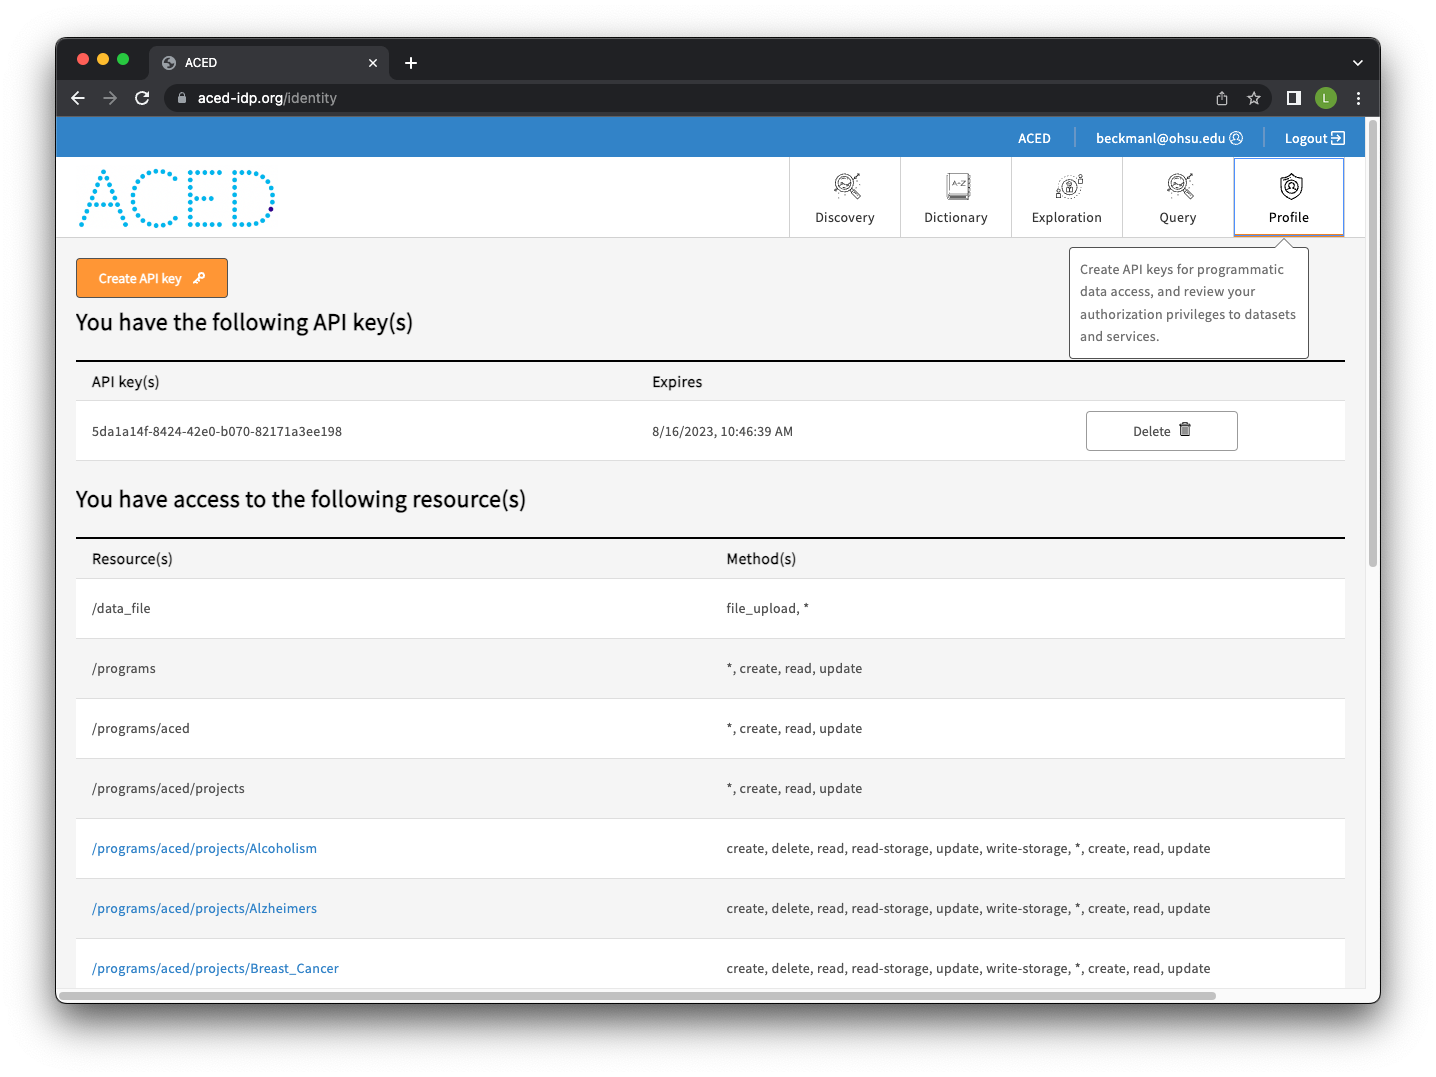 ACED
aced-idp.org/identity
L
ACED
beckmanl@ohsu.edu
Logout
ACED
Discovery
A-Z
Dictionary
Exploration
Query
Profile
Create API key
Create API keys for programmatic
data access, and review your
authorization privileges to datasets
and services.
You have the following API key(s)
API key(s) Expires
5da1a14f-8424-42e0-b070-82171a3ee198 8/16/2023, 10:46:39 AM Delete
You have access to the following resource(s)
Resource(s) Method(s)
/data_file file_upload, *
/programs *, create, read, update
/programs/aced *, create, read, update
/programs/aced/projects *, create, read, update
/programs/aced/projects/Alcoholism create, delete, read, read-storage, update, write-storage, *, create, read, update
/programs/aced/projects/Alzheimers create, delete, read, read-storage, update, write-storage, *, create, read, update
/programs/aced/projects/Breast_Cancer create, delete, read, read-storage, update, write-storage, *, create, read, update